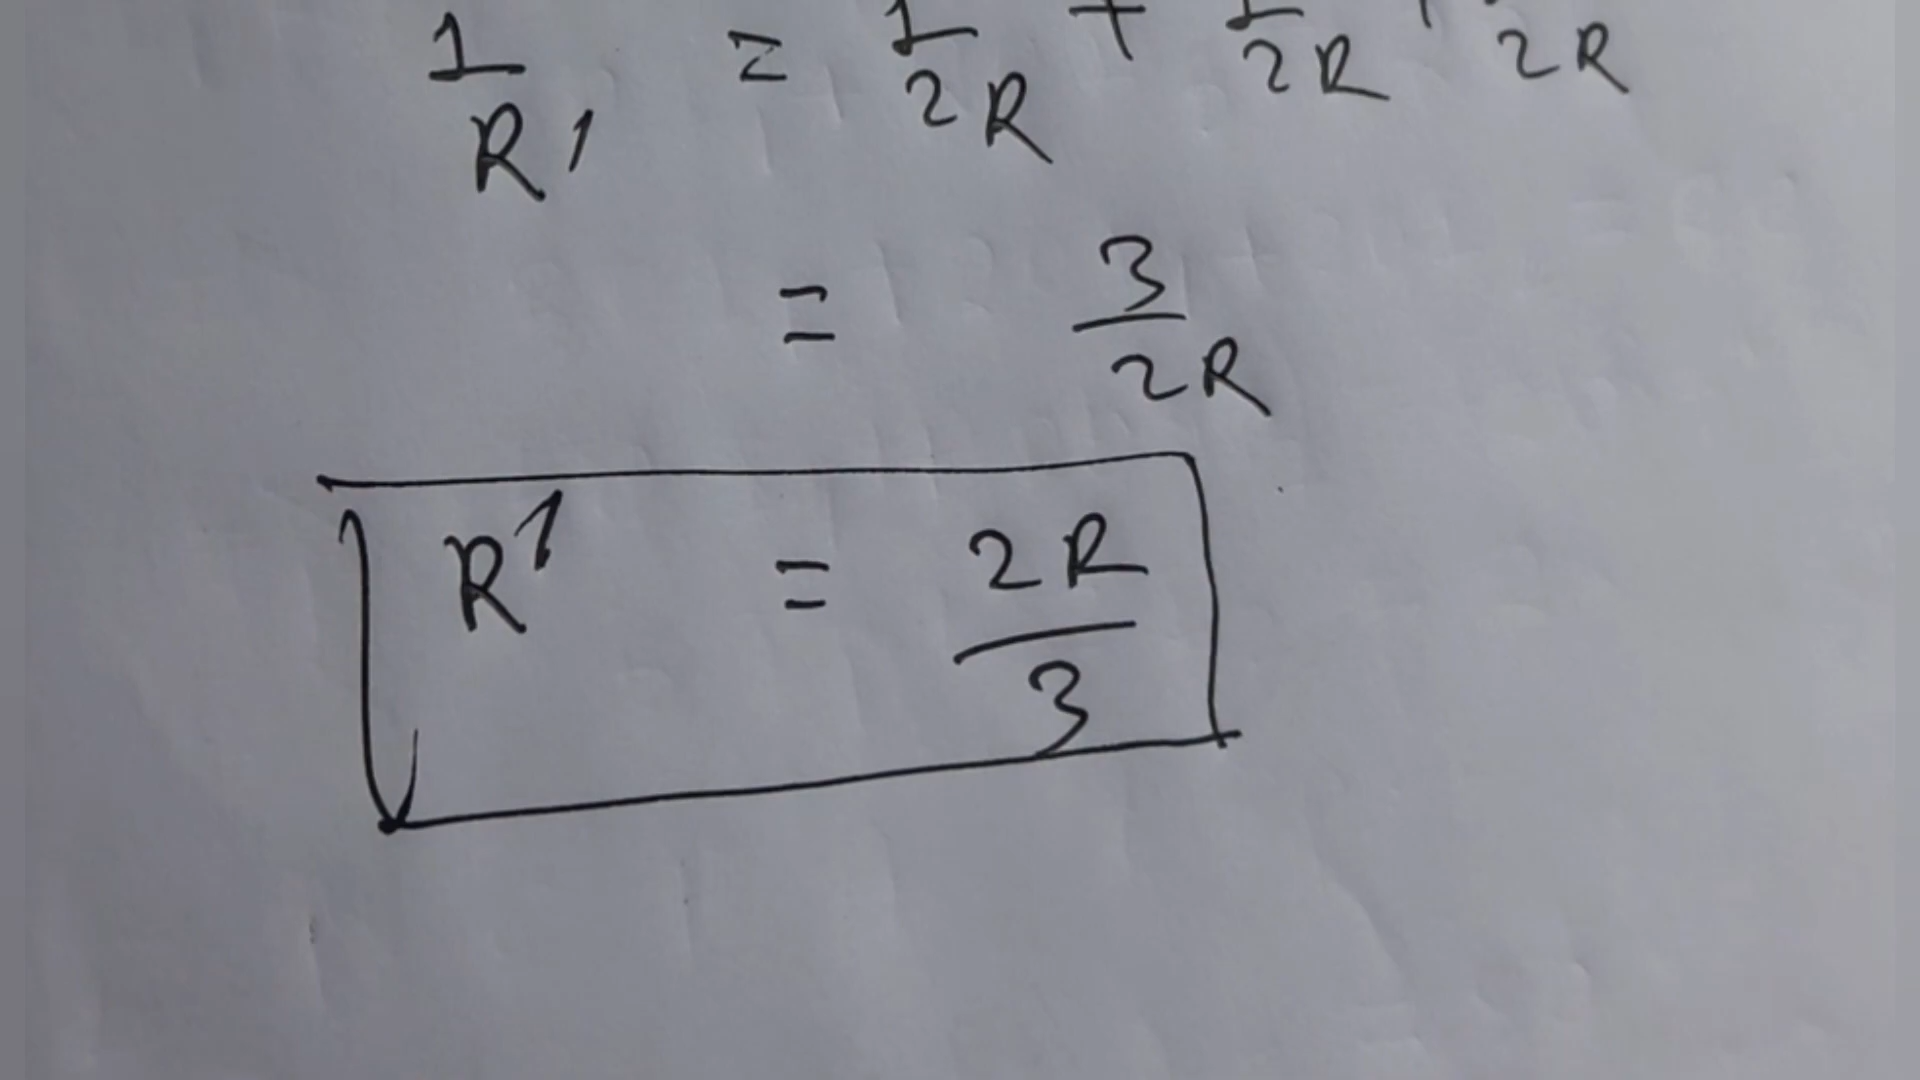 1/R' = 1/2R + 1/2R + 1/2R
= 3/2R
R' = 2R/3